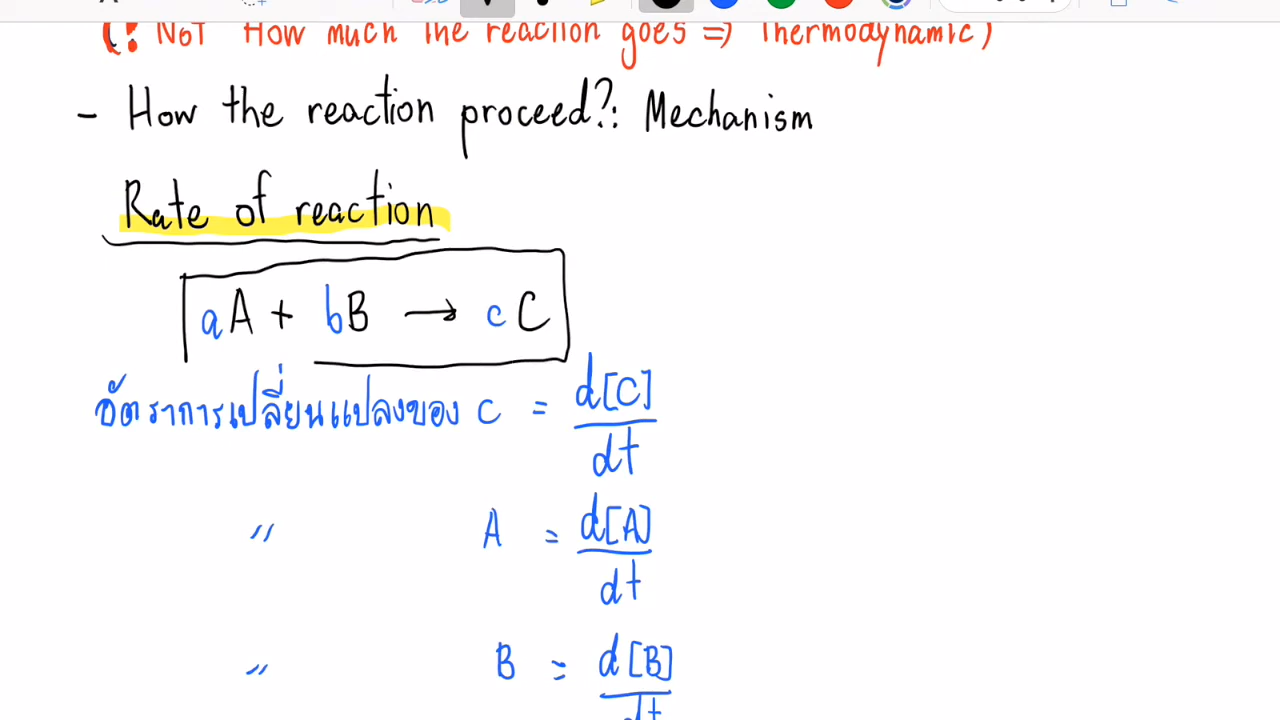 (! Not How much the reaction goes => Thermodynamic)
- How the reaction proceed?: Mechanism
Rate of reaction
aA + bB → cC
อัตราการเปลี่ยนแปลงของ C = d[C]/dt
" A = d[A]/dt
" B = d[B]/dt